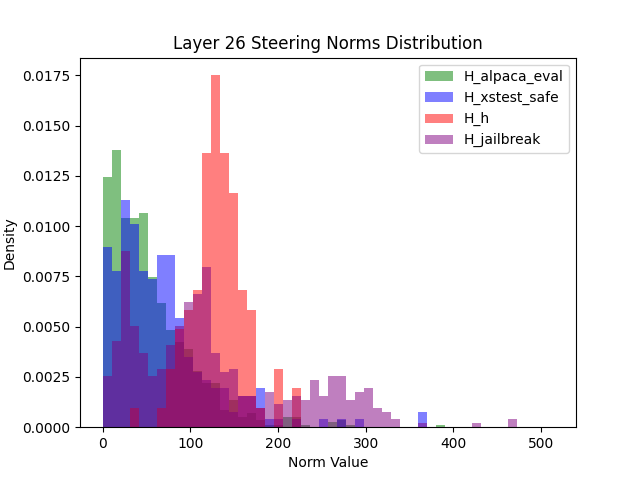 Layer 26 Steering Norms Distribution
H_alpaca_eval
H_xstest_safe
H_h
H_jailbreak
Density
0.0175
0.0150
0.0125
0.0100
0.0075
0.0050
0.0025
0.0000
0 100 200 300 400 500
Norm Value